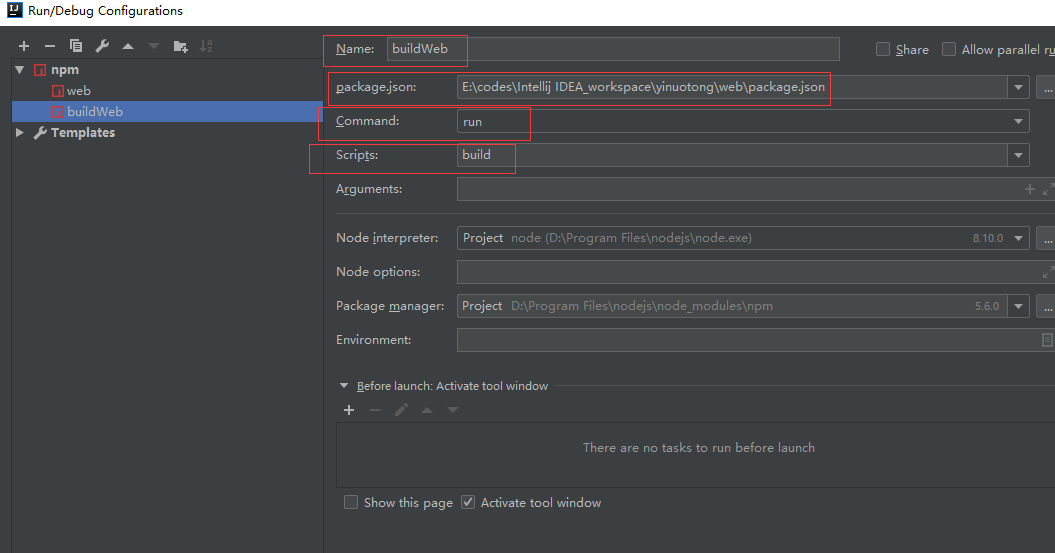 IJ Run/Debug Configurations
Name: buildWeb Share Allow parallel ru
npm
web
buildWeb
Templates
package.json: E:\codes\Intellij IDEA_workspace\yinuotong\web\package.json ...
Command: run
Scripts: build
Arguments:
Node interpreter: Project node (D:\Program Files\nodejs\node.exe) 8.10.0 ...
Node options:
Package manager: Project D:\Program Files\nodejs\node_modules\npm 5.6.0 ...
Environment:
Before launch: Activate tool window
There are no tasks to run before launch
Show this page Activate tool window